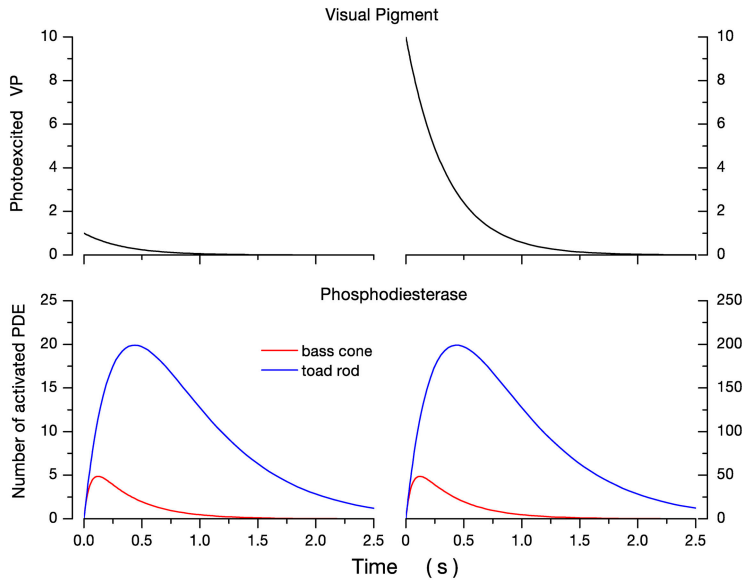 Visual Pigment
Photoexcited VP
10
8
6
4
2
0
10
8
6
4
2
0
Phosphodiesterase
Number of activated PDE
25
20
15
10
5
0
bass cone
toad rod
250
200
150
100
50
0
0.0 0.5 1.0 1.5 2.0 2.5
0.0 0.5 1.0 1.5 2.0 2.5
Time (s)